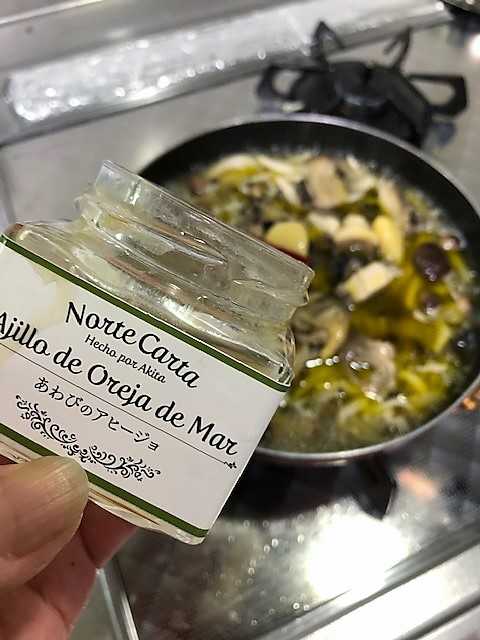 Norte Carta
Hecho por Akita
Ajillo de Oreja de Mar
あわびのアヒージョ